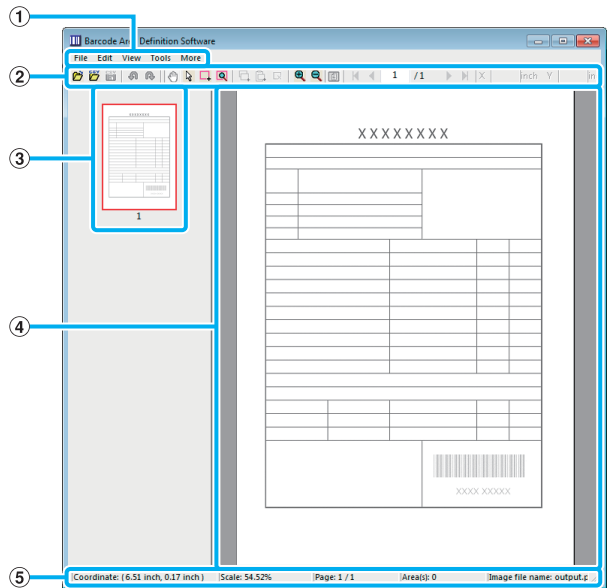 1
Barcode Area Definition Software
File Edit View Tools More
2
1 /1 X inch Y in
3
1
XXXXXXXX
4
XXXX XXXXX
5
Coordinate: ( 6.51 inch, 0.17 inch ) Scale: 54.52% Page: 1 / 1 Area(s): 0 Image file name: output.p